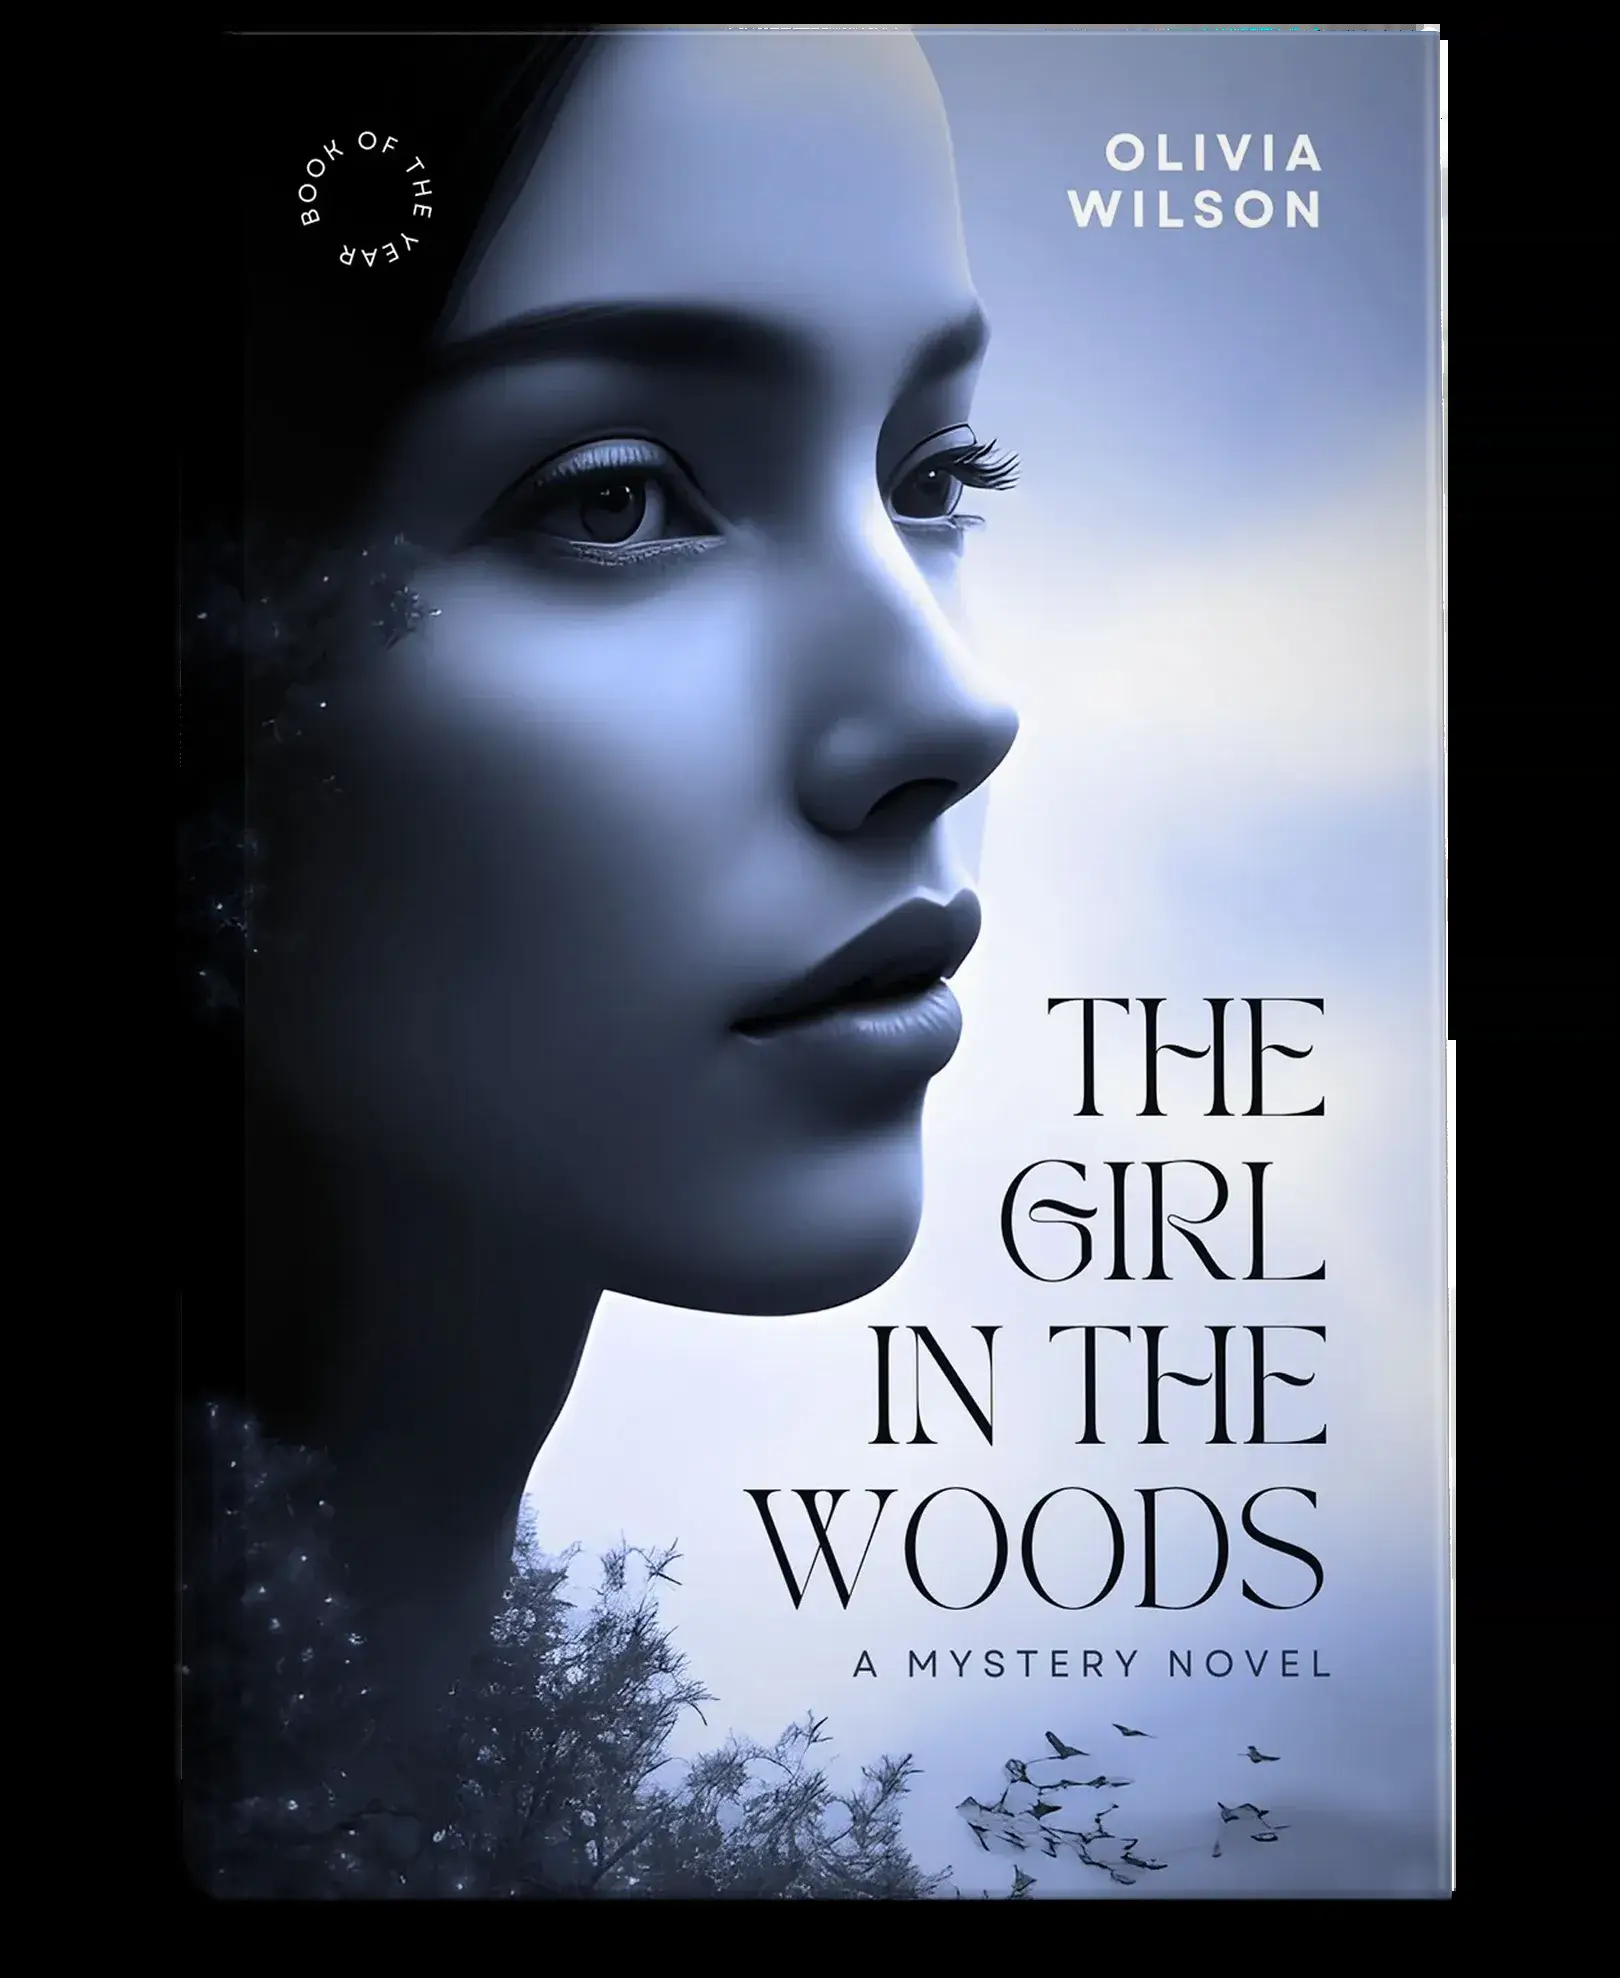 BOOK OF THE YEAR
OLIVIA
WILSON
THE
GIRL
IN THE
WOODS
A MYSTERY NOVEL